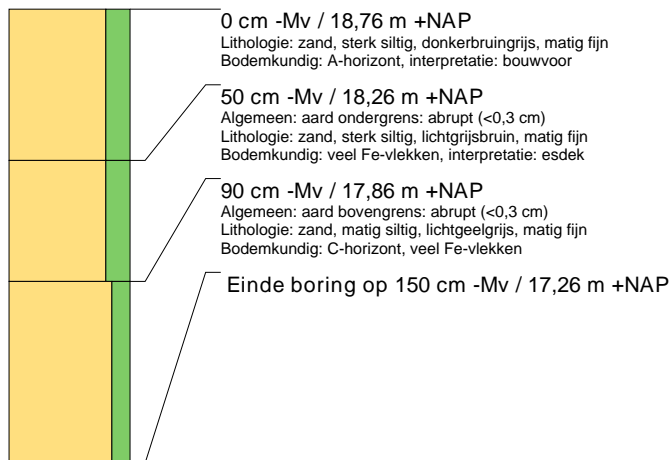 0 cm -Mv / 18,76 m +NAP
Lithologie: zand, sterk siltig, donkerbruingrijs, matig fijn
Bodemkundig: A-horizont, interpretatie: bouwvoor
50 cm -Mv / 18,26 m +NAP
Algemeen: aard ondergrens: abrupt (<0,3 cm)
Lithologie: zand, sterk siltig, lichtgrijsbruin, matig fijn
Bodemkundig: veel Fe-vlekken, interpretatie: esdek
90 cm -Mv / 17,86 m +NAP
Algemeen: aard bovengrens: abrupt (<0,3 cm)
Lithologie: zand, matig siltig, lichtgeelgrijs, matig fijn
Bodemkundig: C-horizont, veel Fe-vlekken
Einde boring op 150 cm -Mv / 17,26 m +NAP